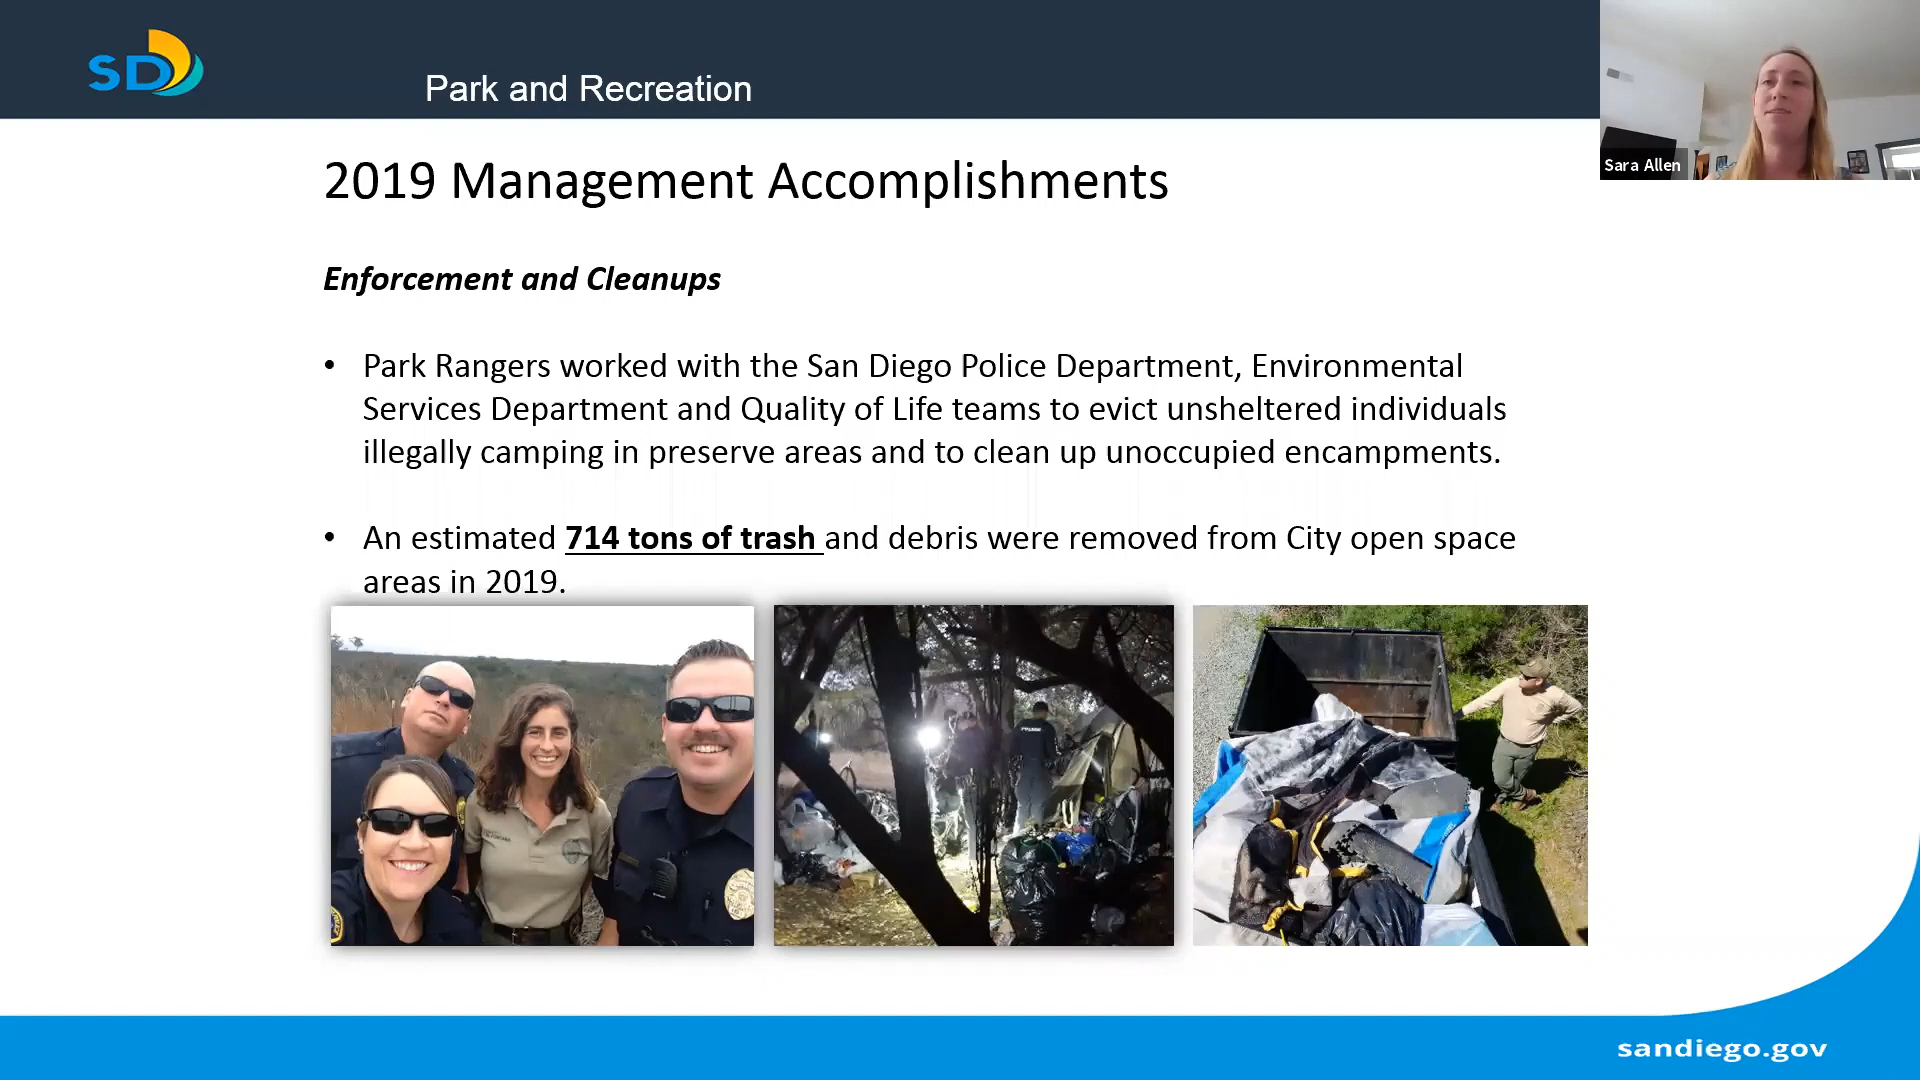 SD
Park and Recreation
Sara Allen
2019 Management Accomplishments
Enforcement and Cleanups
• Park Rangers worked with the San Diego Police Department, Environmental
Services Department and Quality of Life teams to evict unsheltered individuals
illegally camping in preserve areas and to clean up unoccupied encampments.
• An estimated 714 tons of trash and debris were removed from City open space
areas in 2019.
sandiego.gov